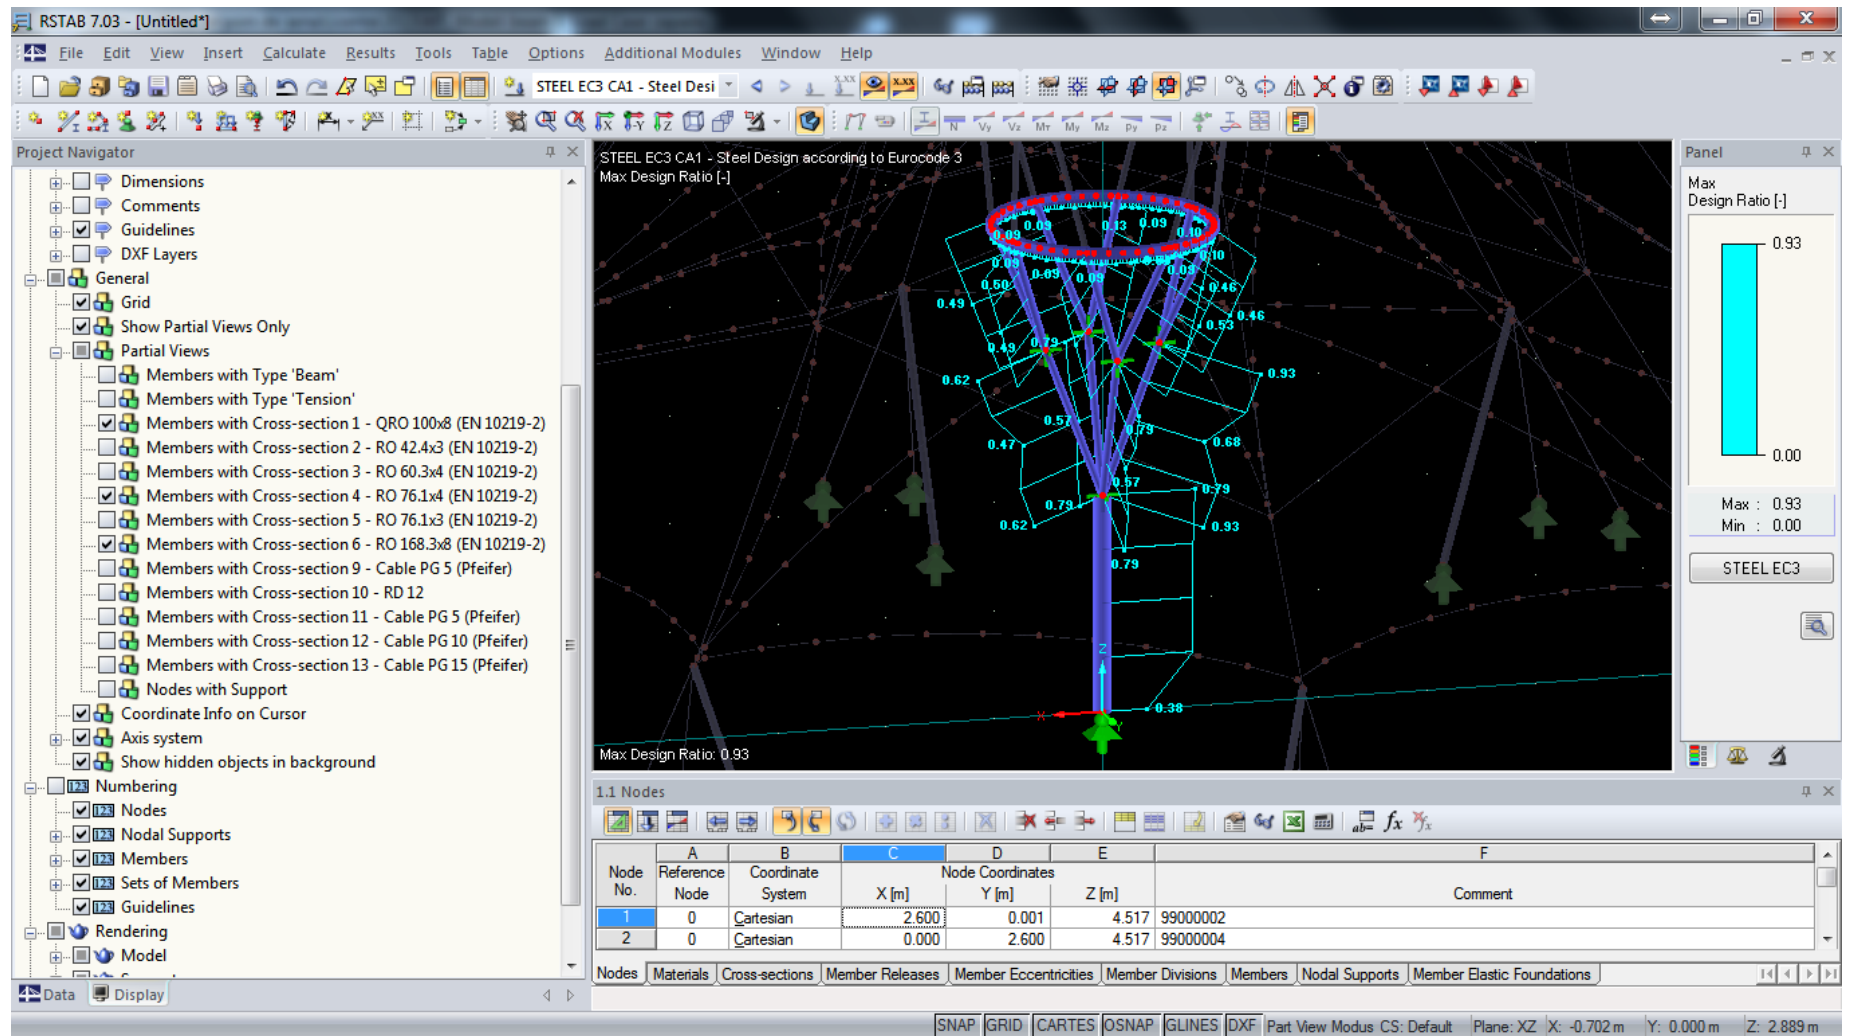 RSTAB 7.03 - [Untitled*]
File Edit View Insert Calculate Results Tools Table Options Additional Modules Window Help
STEEL EC3 CA1 - Steel Desi
Project Navigator
Dimensions
Comments
Guidelines
DXF Layers
General
Grid
Show Partial Views Only
Partial Views
Members with Type 'Beam'
Members with Type 'Tension'
Members with Cross-section 1 - QRO 100x8 (EN 10219-2)
Members with Cross-section 2 - RO 42.4x3 (EN 10219-2)
Members with Cross-section 3 - RO 60.3x4 (EN 10219-2)
Members with Cross-section 4 - RO 76.1x4 (EN 10219-2)
Members with Cross-section 5 - RO 76.1x3 (EN 10219-2)
Members with Cross-section 6 - RO 168.3x8 (EN 10219-2)
Members with Cross-section 9 - Cable PG 5 (Pfeifer)
Members with Cross-section 10 - RD 12
Members with Cross-section 11 - Cable PG 5 (Pfeifer)
Members with Cross-section 12 - Cable PG 10 (Pfeifer)
Members with Cross-section 13 - Cable PG 15 (Pfeifer)
Nodes with Support
Coordinate Info on Cursor
Axis system
Show hidden objects in background
123 Numbering
123 Nodes
123 Nodal Supports
123 Members
123 Sets of Members
123 Guidelines
Rendering
Model
Data Display
STEEL EC3 CA1 - Steel Design according to Eurocode 3
Max Design Ratio [-]
0.09 0.09 0.13 0.09 0.10
0.09 0.09 0.09 0.09 0.10
0.50 0.46
0.49 0.46
0.53
0.49 0.79
0.62 0.93
0.57 0.79
0.47 0.68
0.57 0.79
0.79
0.62 0.93
0.79
Z
X 0.38
Y
Max Design Ratio: 0.93
Panel
Max
Design Ratio [-]
0.93
0.00
Max : 0.93
Min : 0.00
STEEL EC3
1.1 Nodes
A B C D E F
Node Reference Coordinate Node Coordinates
No. Node System X [m] Y [m] Z [m] Comment
1 0 Cartesian 2.600 0.001 4.517 99000002
2 0 Cartesian 0.000 2.600 4.517 99000004
Nodes Materials Cross-sections Member Releases Member Eccentricities Member Divisions Members Nodal Supports Member Elastic Foundations
SNAP GRID CARTES OSNAP GLINES DXF Part View Modus CS: Default Plane: XZ X: -0.702 m Y: 0.000 m Z: 2.889 m